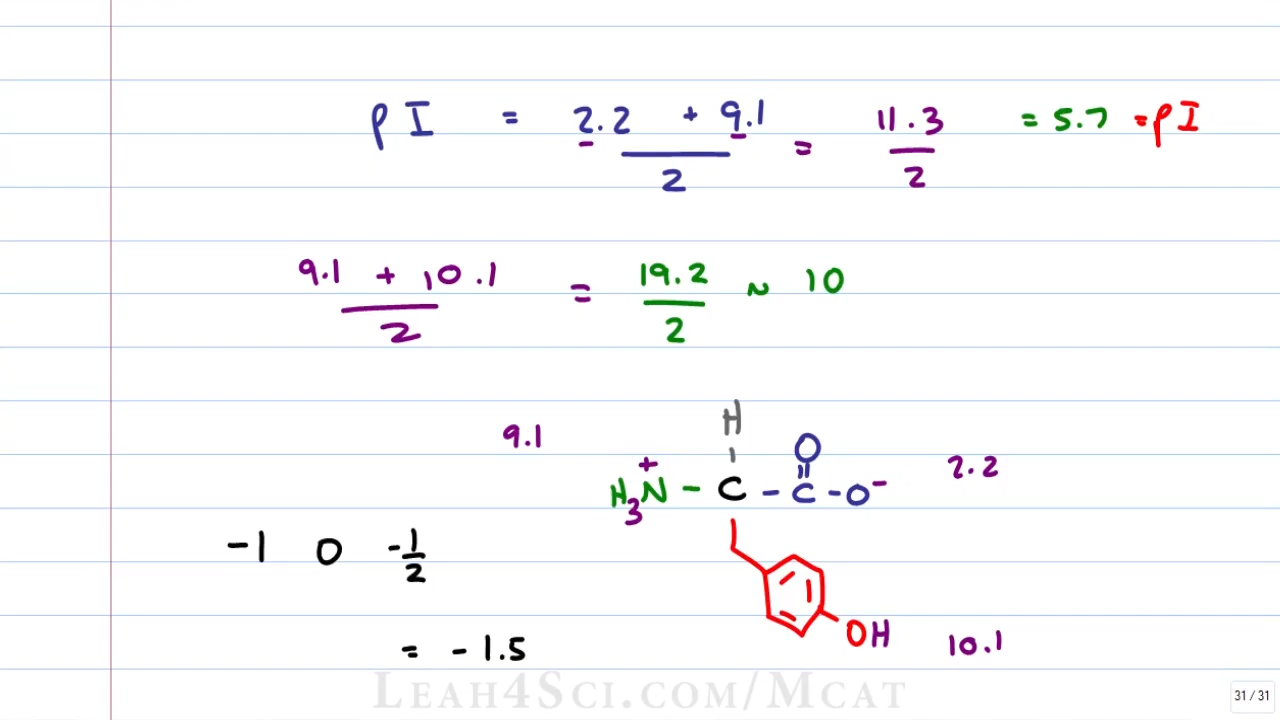 pI = 2.2 + 9.1 / 2 = 11.3 / 2 = 5.7 = pI
9.1 + 10.1 / 2 = 19.2 / 2 ~ 10
H
9.1
O
2.2
+
H3N - C - C - O-
-1 0 -1/2
OH
10.1
= -1.5
LEAH4SCI.COM/MCAT
31 / 31